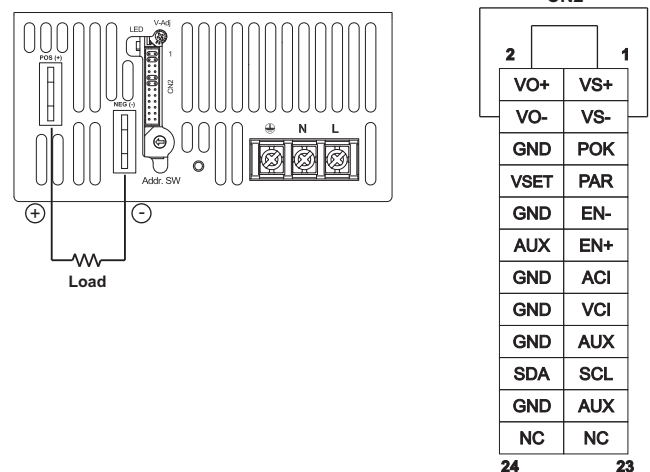 LED
V-Adj
POS (+)
1
CN2
NEG (-)
N L
Addr. SW
+ -
Load
2 1
VO+ VS+
VO- VS-
GND POK
VSET PAR
GND EN-
AUX EN+
GND ACI
GND VCI
GND AUX
SDA SCL
GND AUX
NC NC
24 23